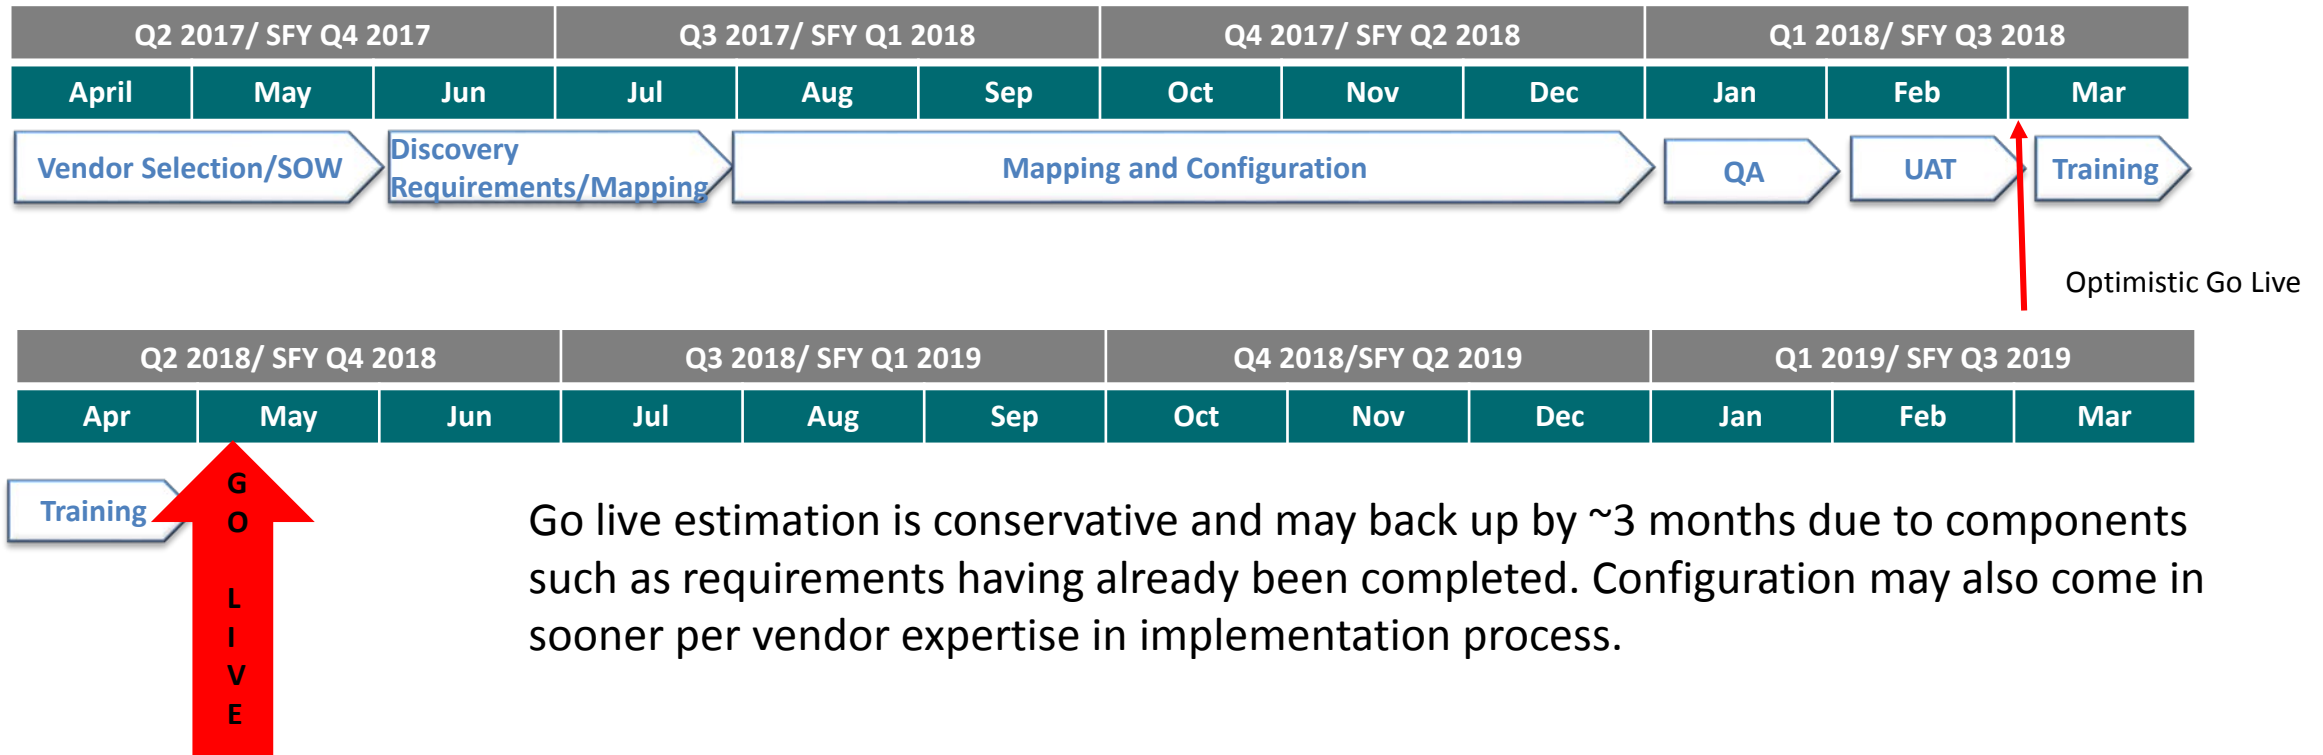 Q2 2017/ SFY Q4 2017 Q3 2017/ SFY Q1 2018 Q4 2017/ SFY Q2 2018 Q1 2018/ SFY Q3 2018
April May Jun Jul Aug Sep Oct Nov Dec Jan Feb Mar
Vendor Selection/SOW
Discovery
Requirements/Mapping
Mapping and Configuration
QA
UAT
Training
Optimistic Go Live
Q2 2018/ SFY Q4 2018 Q3 2018/ SFY Q1 2019 Q4 2018/SFY Q2 2019 Q1 2019/ SFY Q3 2019
Apr May Jun Jul Aug Sep Oct Nov Dec Jan Feb Mar
Training
G
O
L
I
V
E
Go live estimation is conservative and may back up by ~3 months due to components
such as requirements having already been completed. Configuration may also come in
sooner per vendor expertise in implementation process.